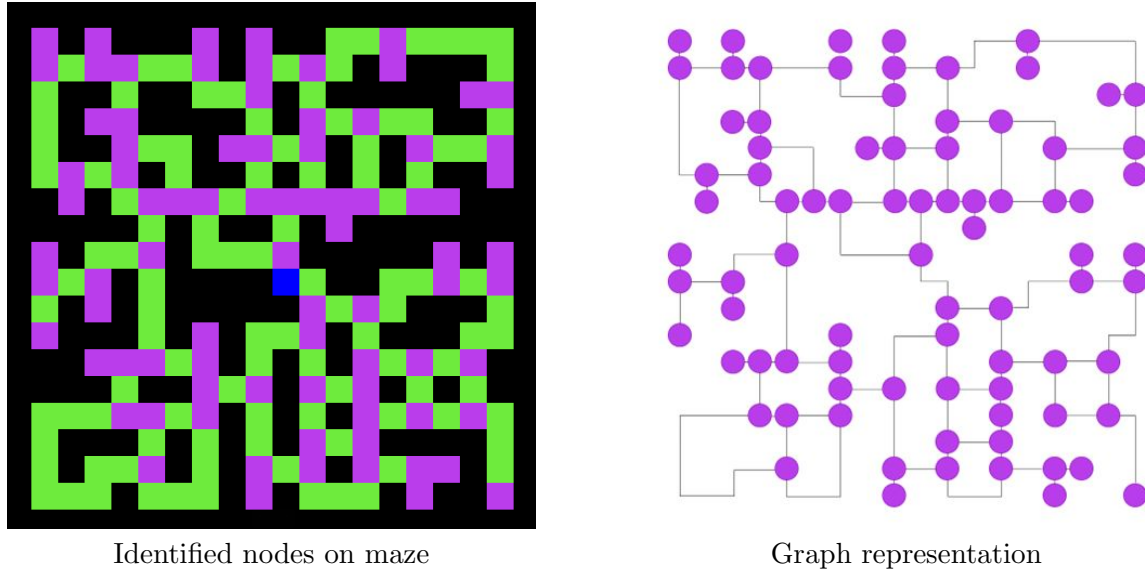 Identified nodes on maze
Graph representation